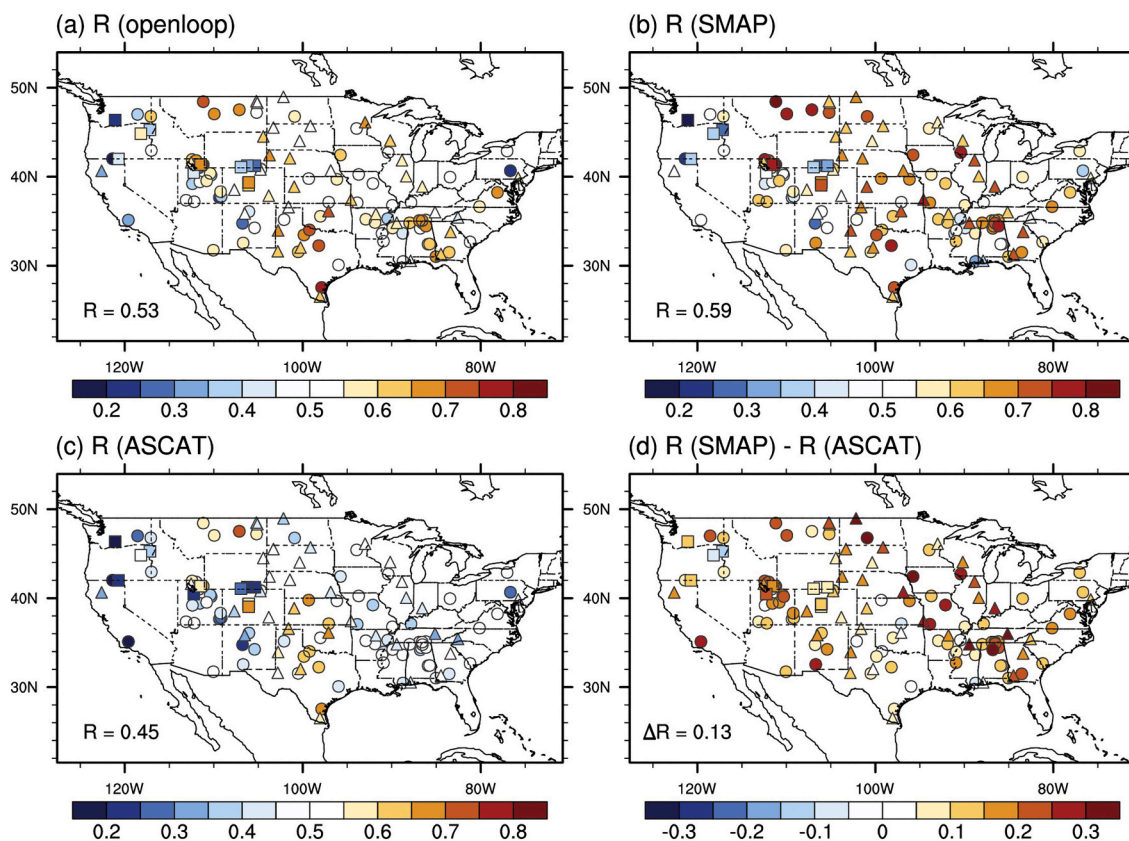 (a) R (openloop)
(b) R (SMAP)
50N
40N
30N
R = 0.53
120W 100W 80W
0.2 0.3 0.4 0.5 0.6 0.7 0.8
50N
40N
30N
R = 0.59
120W 100W 80W
0.2 0.3 0.4 0.5 0.6 0.7 0.8
(c) R (ASCAT)
(d) R (SMAP) - R (ASCAT)
50N
40N
30N
R = 0.45
120W 100W 80W
0.2 0.3 0.4 0.5 0.6 0.7 0.8
50N
40N
30N
ΔR = 0.13
120W 100W 80W
-0.3 -0.2 -0.1 0 0.1 0.2 0.3